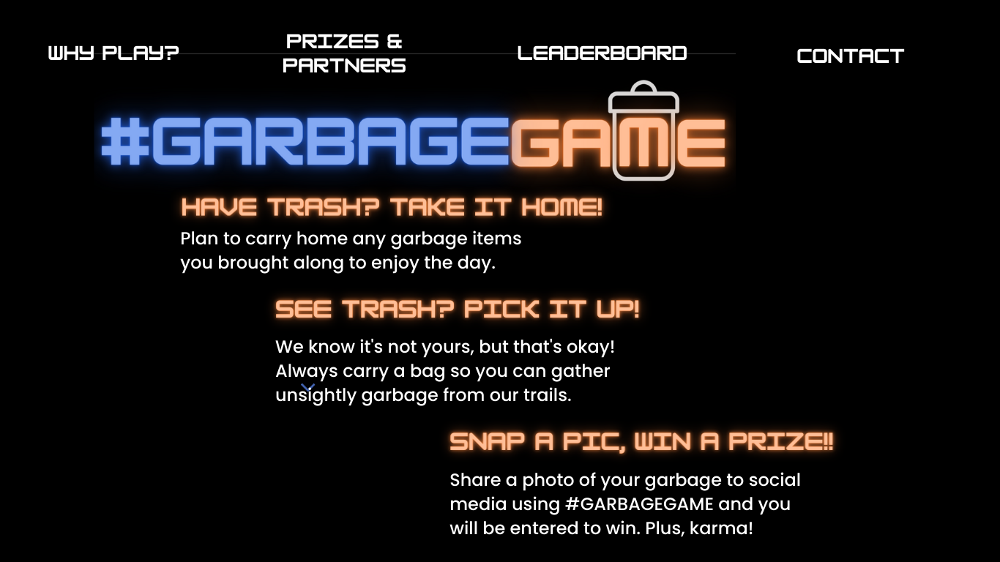 WHY PLAY?
PRIZES &
PARTNERS
LEADERBOARD
CONTACT
#GARBAGEGAME
HAVE TRASH? TAKE IT HOME!
Plan to carry home any garbage items
you brought along to enjoy the day.
SEE TRASH? PICK IT UP!
We know it's not yours, but that's okay!
Always carry a bag so you can gather
unsightly garbage from our trails.
SNAP A PIC, WIN A PRIZE!!
Share a photo of your garbage to social
media using #GARBAGEGAME and you
will be entered to win. Plus, karma!